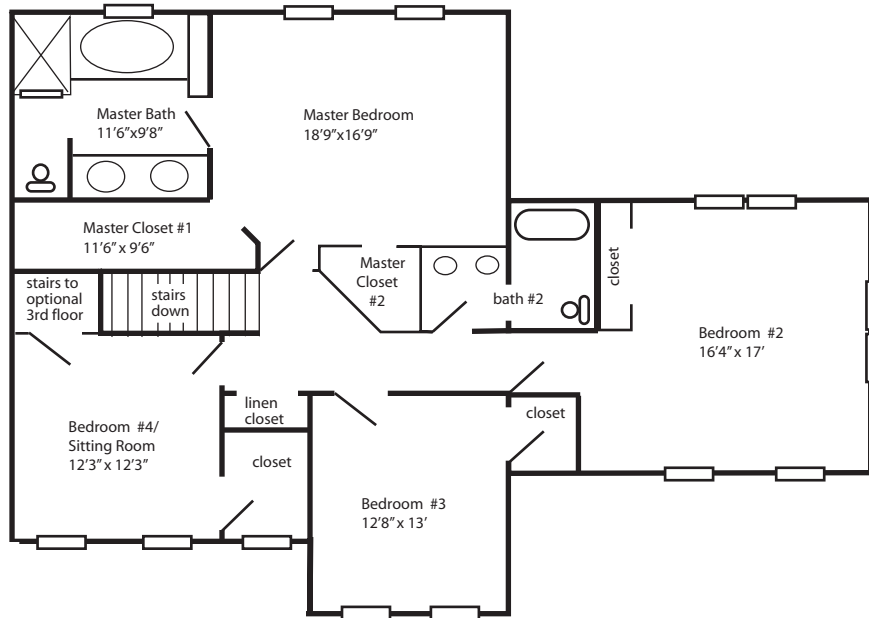 Master Bath
11’6”x9’8”
Master Bedroom
18’9”x16’9”
Master Closet #1
11’6” x 9’6”
stairs to
optional
3rd floor
stairs
down
Master
Closet
#2
bath #2
closet
Bedroom #2
16’4” x 17’
linen
closet
closet
Bedroom #4/
Sitting Room
12’3” x 12’3”
closet
Bedroom #3
12’8” x 13’